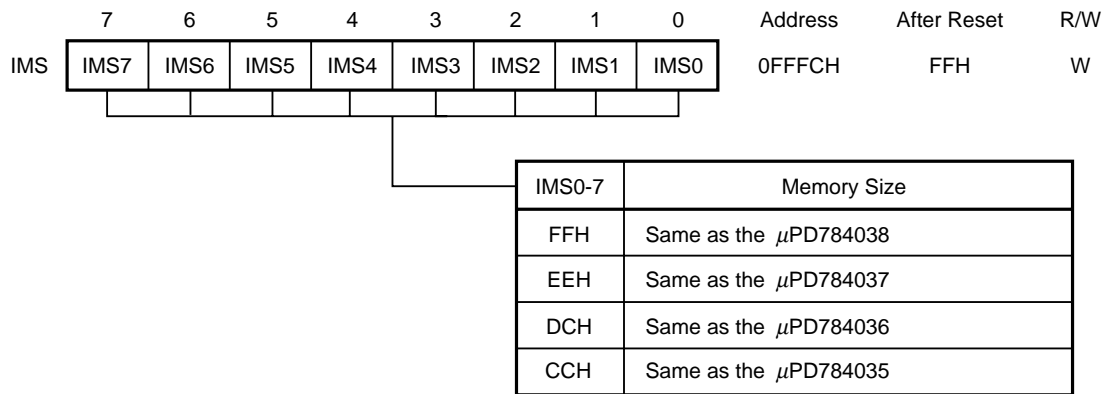 7 6 5 4 3 2 1 0 Address After Reset R/W
IMS IMS7 IMS6 IMS5 IMS4 IMS3 IMS2 IMS1 IMS0 0FFFCH FFH W
IMS0-7 Memory Size
FFH Same as the μPD784038
EEH Same as the μPD784037
DCH Same as the μPD784036
CCH Same as the μPD784035